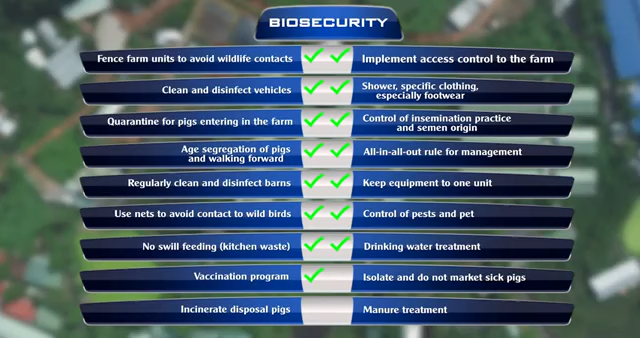 BIOSECURITY
Fence farm units to avoid wildlife contacts
Implement access control to the farm
Clean and disinfect vehicles
Shower, specific clothing,
especially footwear
Quarantine for pigs entering in the farm
Control of insemination practice
and semen origin
Age segregation of pigs
and walking forward
All-in-all-out rule for management
Regularly clean and disinfect barns
Keep equipment to one unit
Use nets to avoid contact to wild birds
Control of pests and pet
No swill feeding (kitchen waste)
Drinking water treatment
Vaccination program
Isolate and do not market sick pigs
Incinerate disposal pigs
Manure treatment